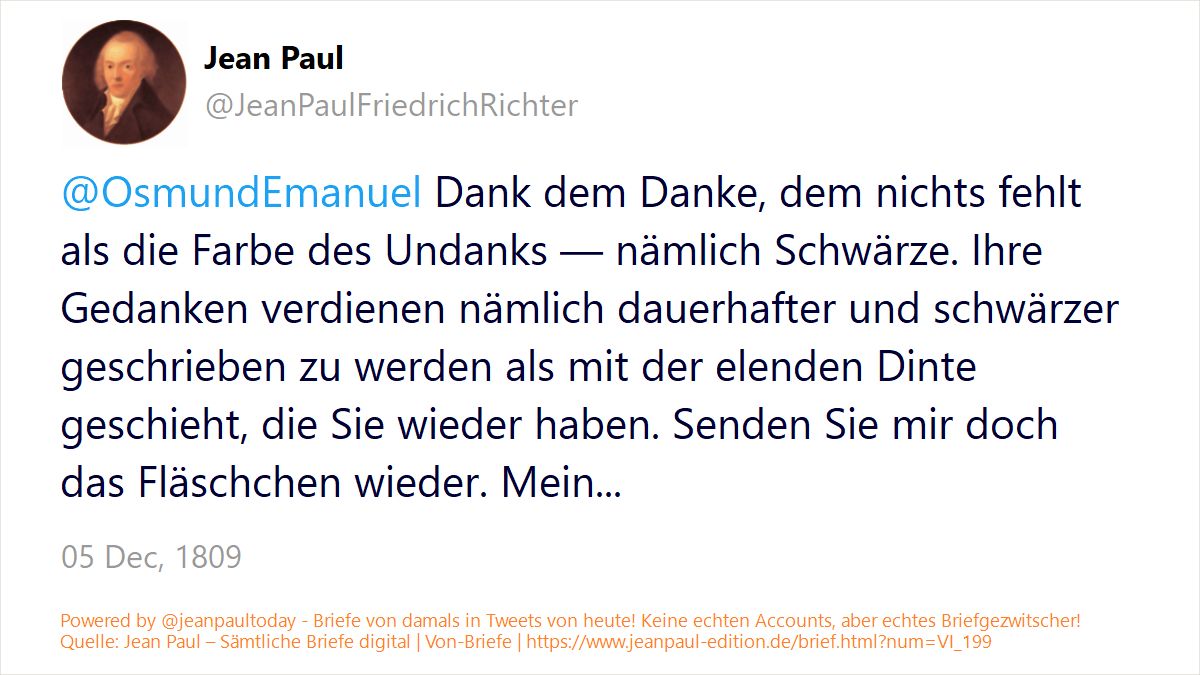 Jean Paul
@JeanPaulFriedrichRichter
@OsmundEmanuel Dank dem Danke, dem nichts fehlt
als die Farbe des Undanks — nämlich Schwärze. Ihre
Gedanken verdienen nämlich dauerhafter und schwärzer
geschrieben zu werden als mit der elenden Dinte
geschieht, die Sie wieder haben. Senden Sie mir doch
das Fläschchen wieder. Mein...
05 Dec, 1809
Powered by @jeanpaultoday - Briefe von damals in Tweets von heute! Keine echten Accounts, aber echtes Briefgezwitscher!
Quelle: Jean Paul – Sämtliche Briefe digital | Von-Briefe | https://www.jeanpaul-edition.de/brief.html?num=VI_199